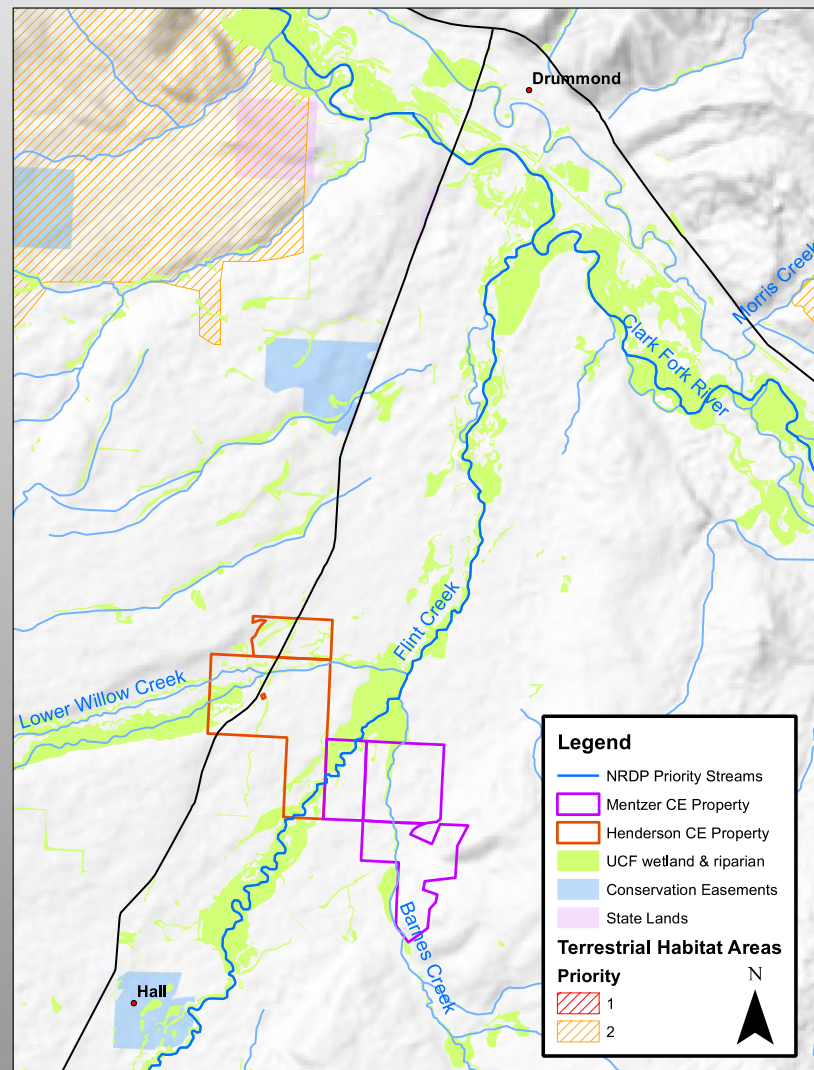 Drummond
Morris Creek
Clark Fork River
Flint Creek
Lower Willow Creek
Barnes Creek
Hall
Legend
NRDP Priority Streams
Mentzer CE Property
Henderson CE Property
UCF wetland & riparian
Conservation Easements
State Lands
Terrestrial Habitat Areas
Priority
N
1
2